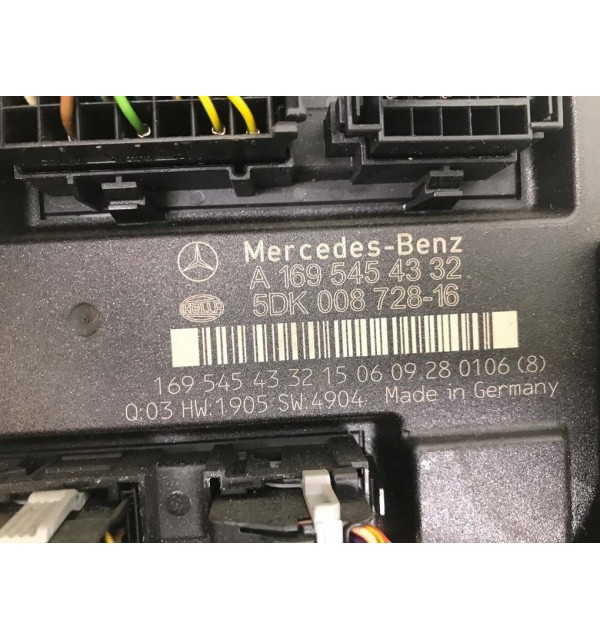 Mercedes-Benz
A 169 545 43 32
HELLA
5DK 008 728-16
169 545 43 32 15 06 09 28 0106 (8)
Q:03 HW:1905 SW:4904 Made in Germany